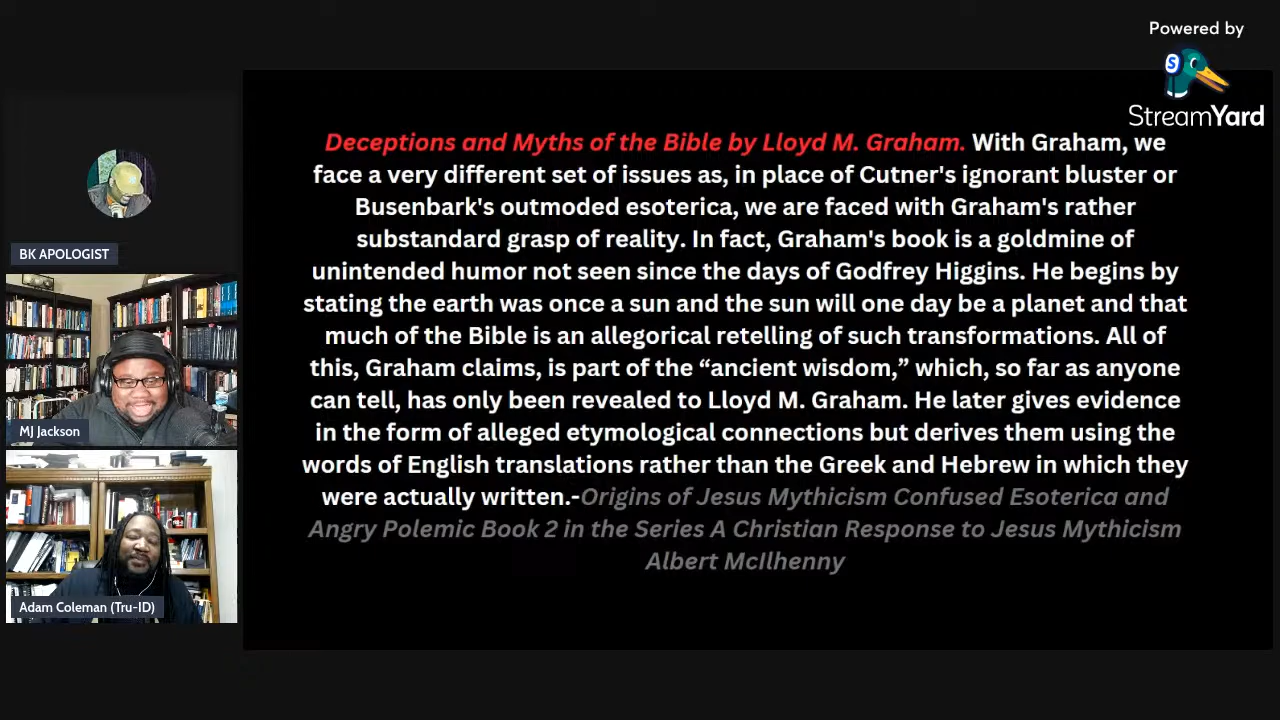 Powered by
StreamYard
Deceptions and Myths of the Bible by Lloyd M. Graham. With Graham, we
face a very different set of issues as, in place of Cutner's ignorant bluster or
Busenbark's outmoded esoterica, we are faced with Graham's rather
substandard grasp of reality. In fact, Graham's book is a goldmine of
unintended humor not seen since the days of Godfrey Higgins. He begins by
stating the earth was once a sun and the sun will one day be a planet and that
much of the Bible is an allegorical retelling of such transformations. All of
this, Graham claims, is part of the “ancient wisdom,” which, so far as anyone
can tell, has only been revealed to Lloyd M. Graham. He later gives evidence
in the form of alleged etymological connections but derives them using the
words of English translations rather than the Greek and Hebrew in which they
were actually written.-Origins of Jesus Mythicism Confused Esoterica and
Angry Polemic Book 2 in the Series A Christian Response to Jesus Mythicism
Albert McIlhenny
BK APOLOGIST
MJ Jackson
Adam Coleman (Tru-ID)